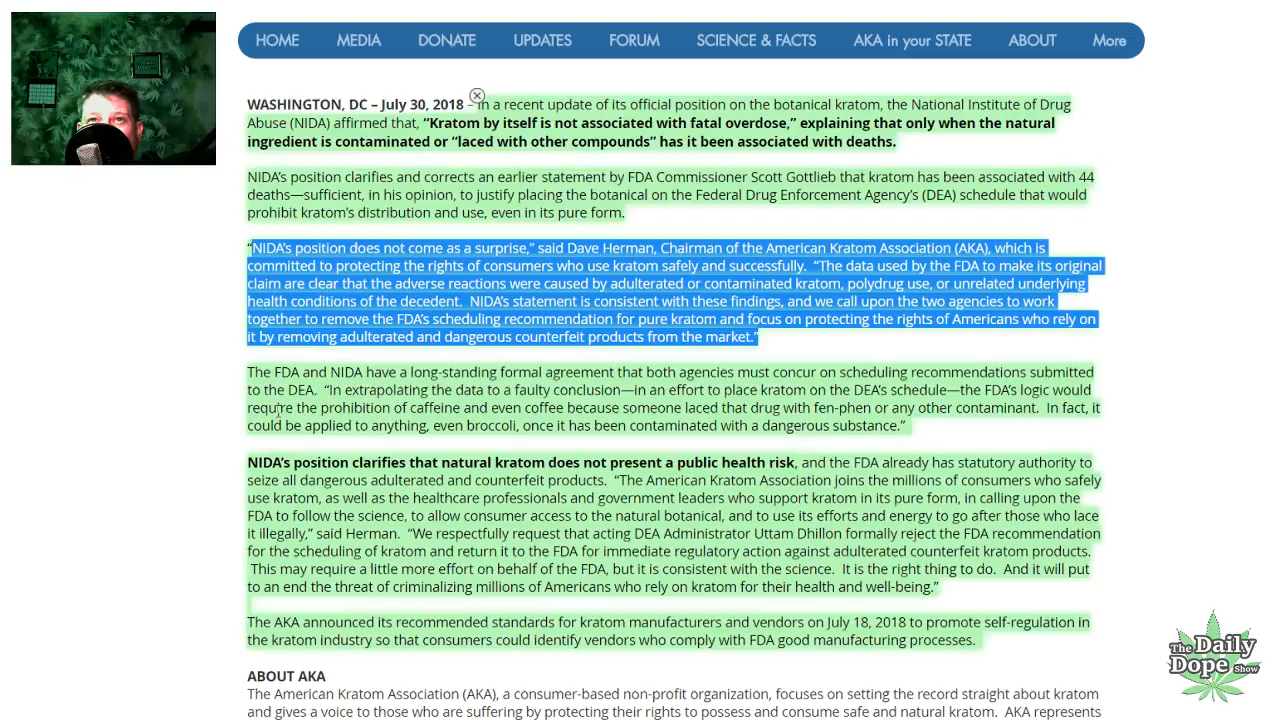 HOME MEDIA DONATE UPDATES FORUM SCIENCE & FACTS AKA in your STATE ABOUT More
WASHINGTON, DC – July 30, 2018 – In a recent update of its official position on the botanical kratom, the National Institute of Drug
Abuse (NIDA) affirmed that, “Kratom by itself is not associated with fatal overdose,” explaining that only when the natural
ingredient is contaminated or “laced with other compounds” has it been associated with deaths.
NIDA’s position clarifies and corrects an earlier statement by FDA Commissioner Scott Gottlieb that kratom has been associated with 44
deaths—sufficient, in his opinion, to justify placing the botanical on the Federal Drug Enforcement Agency’s (DEA) schedule that would
prohibit kratom’s distribution and use, even in its pure form.
“NIDA’s position does not come as a surprise,” said Dave Herman, Chairman of the American Kratom Association (AKA), which is
committed to protecting the rights of consumers who use kratom safely and successfully. “The data used by the FDA to make its original
claim are clear that the adverse reactions were caused by adulterated or contaminated kratom, polydrug use, or unrelated underlying
health conditions of the decedent. NIDA’s statement is consistent with these findings, and we call upon the two agencies to work
together to remove the FDA’s scheduling recommendation for pure kratom and focus on protecting the rights of Americans who rely on
it by removing adulterated and dangerous counterfeit products from the market.”
The FDA and NIDA have a long-standing formal agreement that both agencies must concur on scheduling recommendations submitted
to the DEA. “In extrapolating the data to a faulty conclusion—in an effort to place kratom on the DEA’s schedule—the FDA’s logic would
require the prohibition of caffeine and even coffee because someone laced that drug with fen-phen or any other contaminant. In fact, it
could be applied to anything, even broccoli, once it has been contaminated with a dangerous substance.”
NIDA’s position clarifies that natural kratom does not present a public health risk, and the FDA already has statutory authority to
seize all dangerous adulterated and counterfeit products. “The American Kratom Association joins the millions of consumers who safely
use kratom, as well as the healthcare professionals and government leaders who support kratom in its pure form, in calling upon the
FDA to follow the science, to allow consumer access to the natural botanical, and to use its efforts and energy to go after those who lace
it illegally,” said Herman. “We respectfully request that acting DEA Administrator Uttam Dhillon formally reject the FDA recommendation
for the scheduling of kratom and return it to the FDA for immediate regulatory action against adulterated counterfeit kratom products.
This may require a little more effort on behalf of the FDA, but it is consistent with the science. It is the right thing to do. And it will put
to an end the threat of criminalizing millions of Americans who rely on kratom for their health and well-being.”
The AKA announced its recommended standards for kratom manufacturers and vendors on July 18, 2018 to promote self-regulation in
the kratom industry so that consumers could identify vendors who comply with FDA good manufacturing processes.
ABOUT AKA
The American Kratom Association (AKA), a consumer-based non-profit organization, focuses on setting the record straight about kratom
and gives a voice to those who are suffering by protecting their rights to possess and consume safe and natural kratom. AKA represents
The Daily
Dope Show